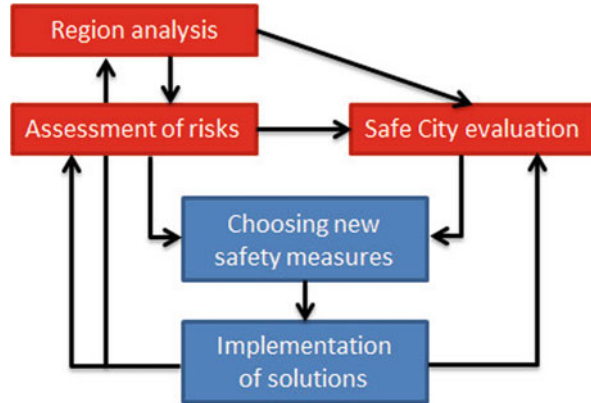 Region analysis
Assessment of risks
Safe City evaluation
Choosing new
safety measures
Implementation
of solutions